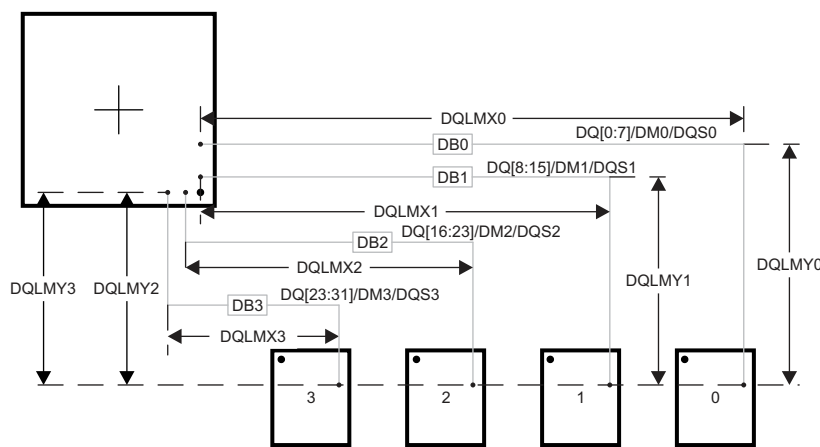 DQLMX0
DQ[0:7]/DM0/DQS0
DB0
DQ[8:15]/DM1/DQS1
DB1
DQLMX1
DQ[16:23]/DM2/DQS2
DB2
DQLMX2
DQLMY0
DQLMY3
DQLMY2
DQLMY1
DQ[23:31]/DM3/DQS3
DB3
DQLMX3
3
2
1
0